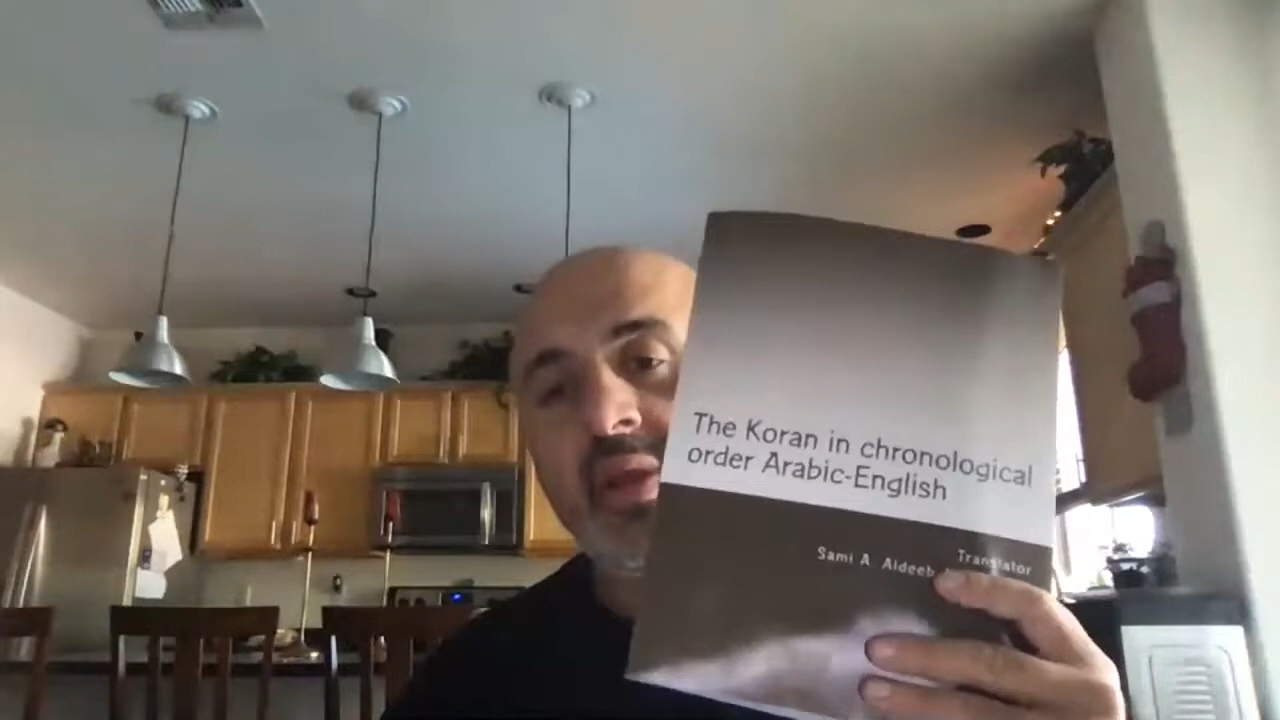 The Koran in chronological
order Arabic-English
Translator
Sami A. Aldeeb